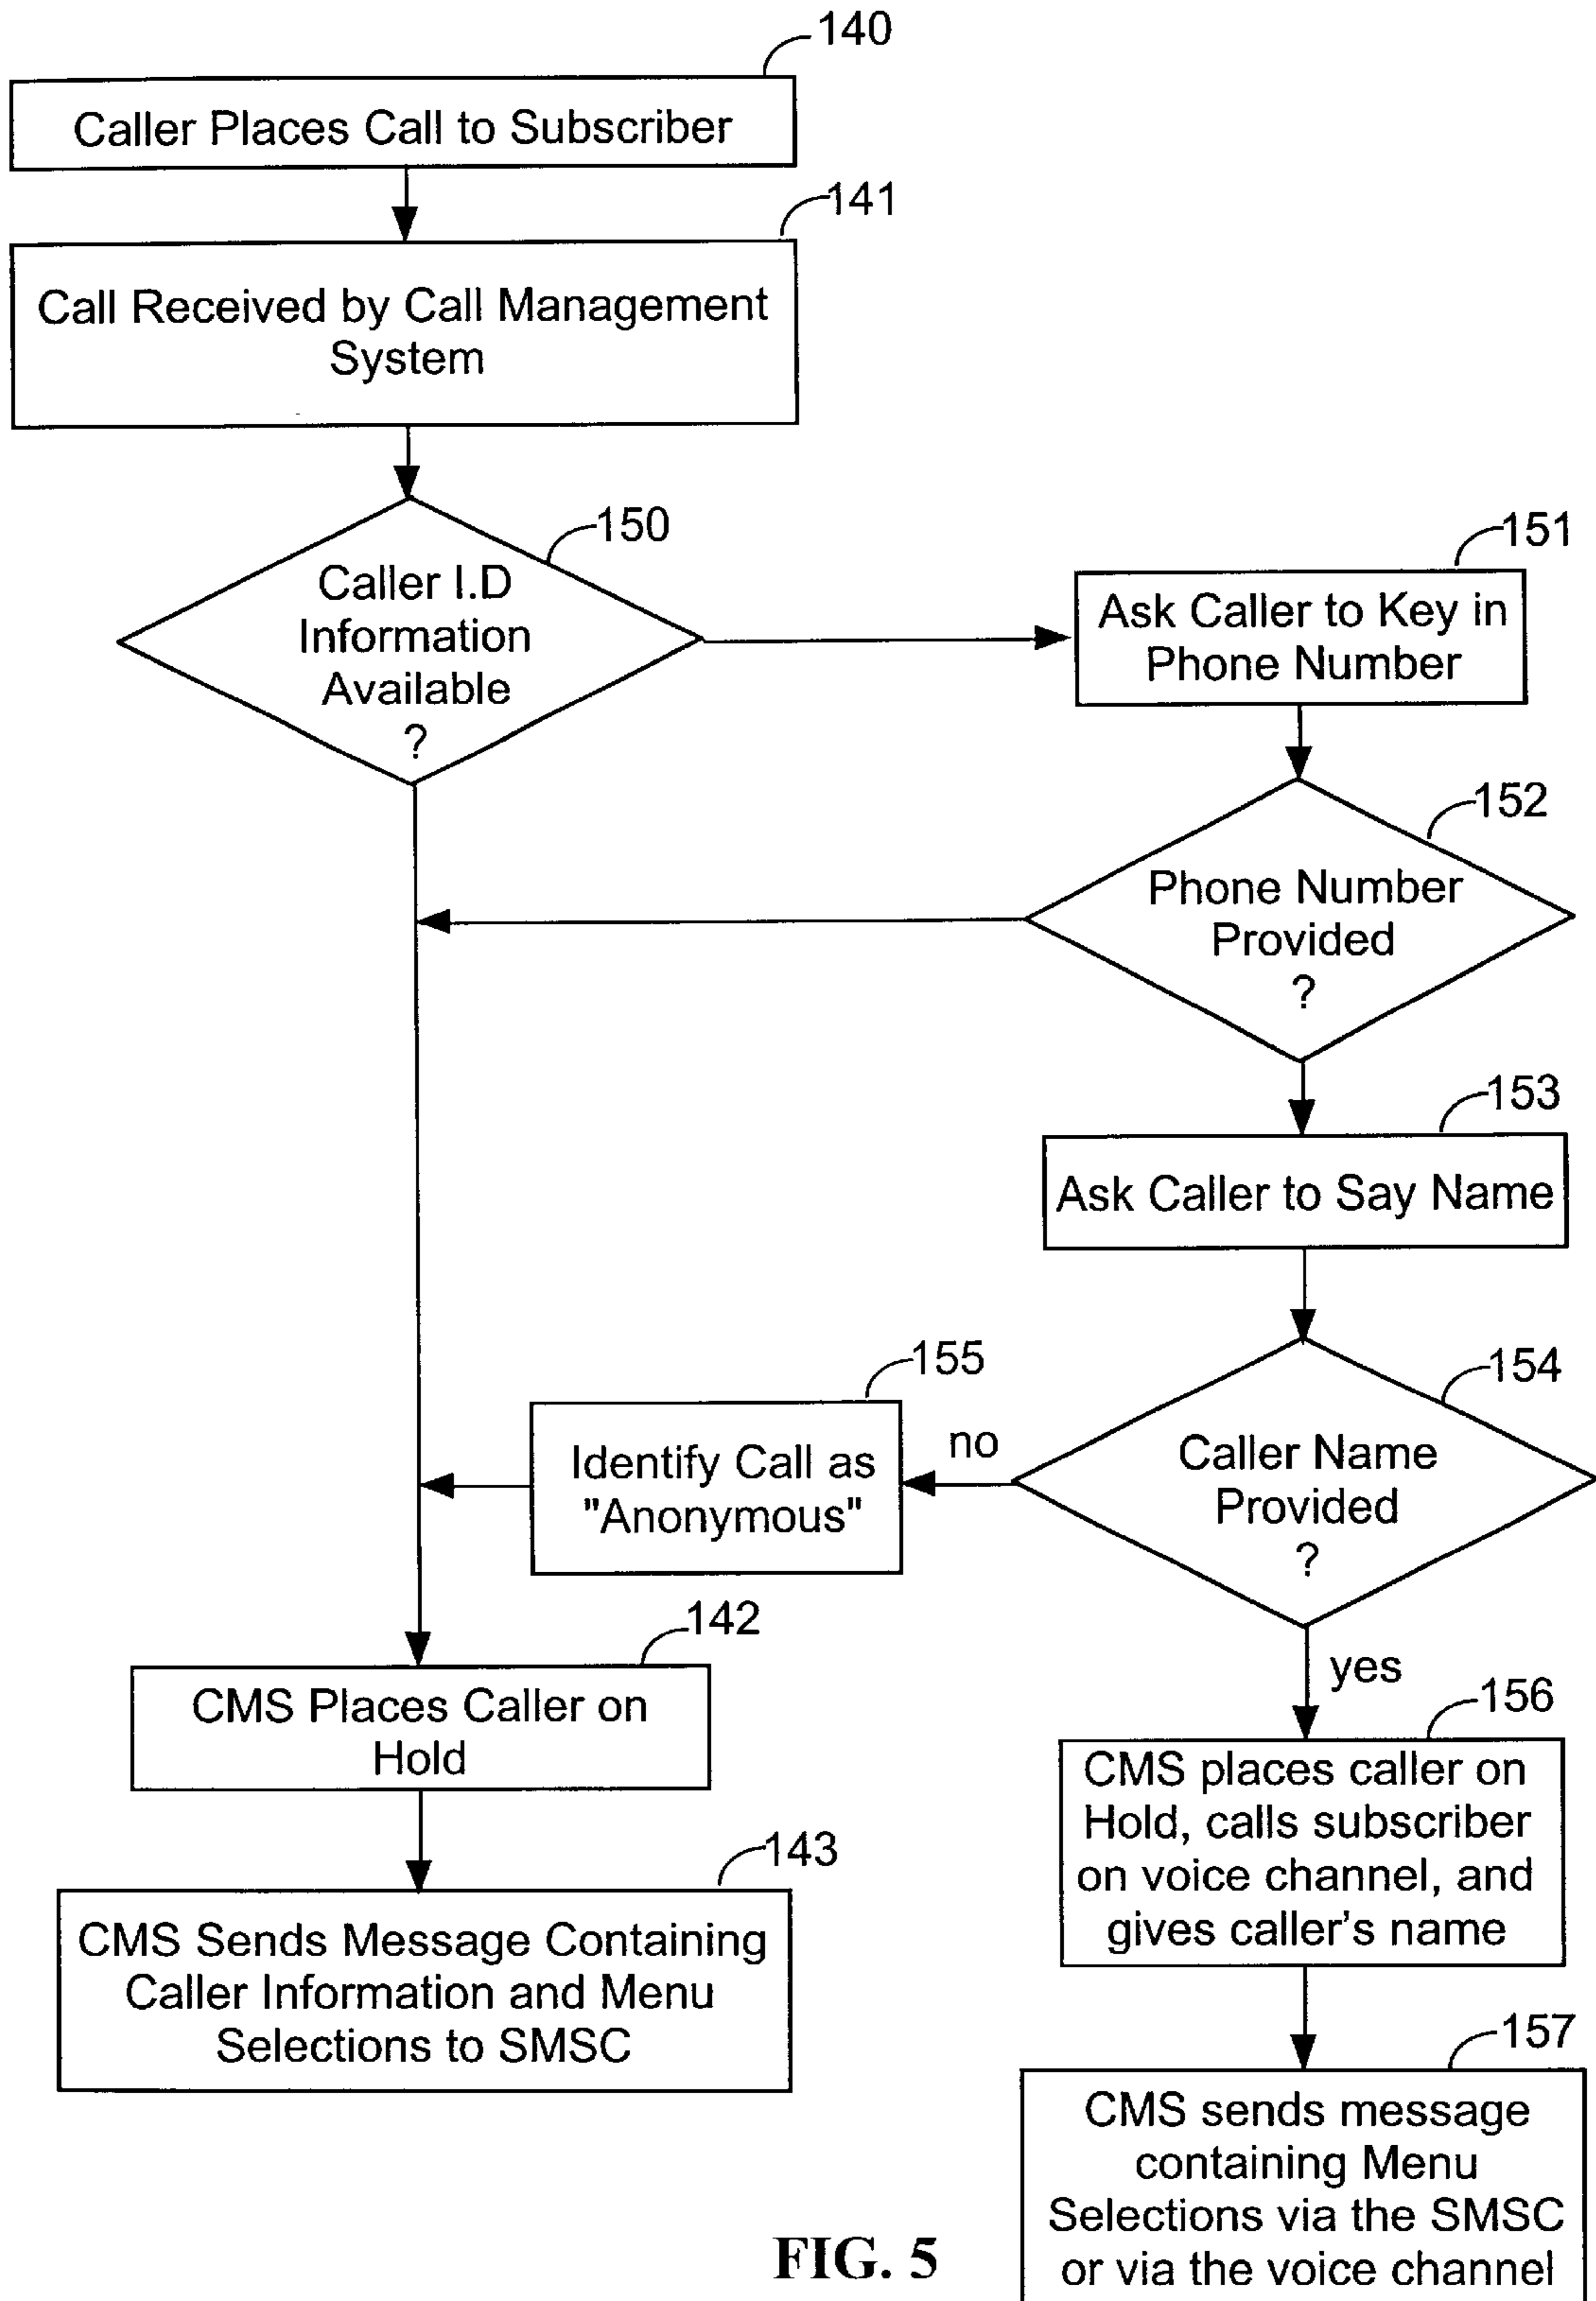 140
Caller Places Call to Subscriber
141
Call Received by Call Management
System
150
Caller I.D
Information
Available
?
151
Ask Caller to Key in
Phone Number
152
Phone Number
Provided
?
153
Ask Caller to Say Name
154
Caller Name
Provided
?
155
no
Identify Call as
"Anonymous"
142
CMS Places Caller on
Hold
yes
156
CMS places caller on
Hold, calls subscriber
on voice channel, and
gives caller's name
143
CMS Sends Message Containing
Caller Information and Menu
Selections to SMSC
157
CMS sends message
containing Menu
Selections via the SMSC
or via the voice channel
FIG. 5